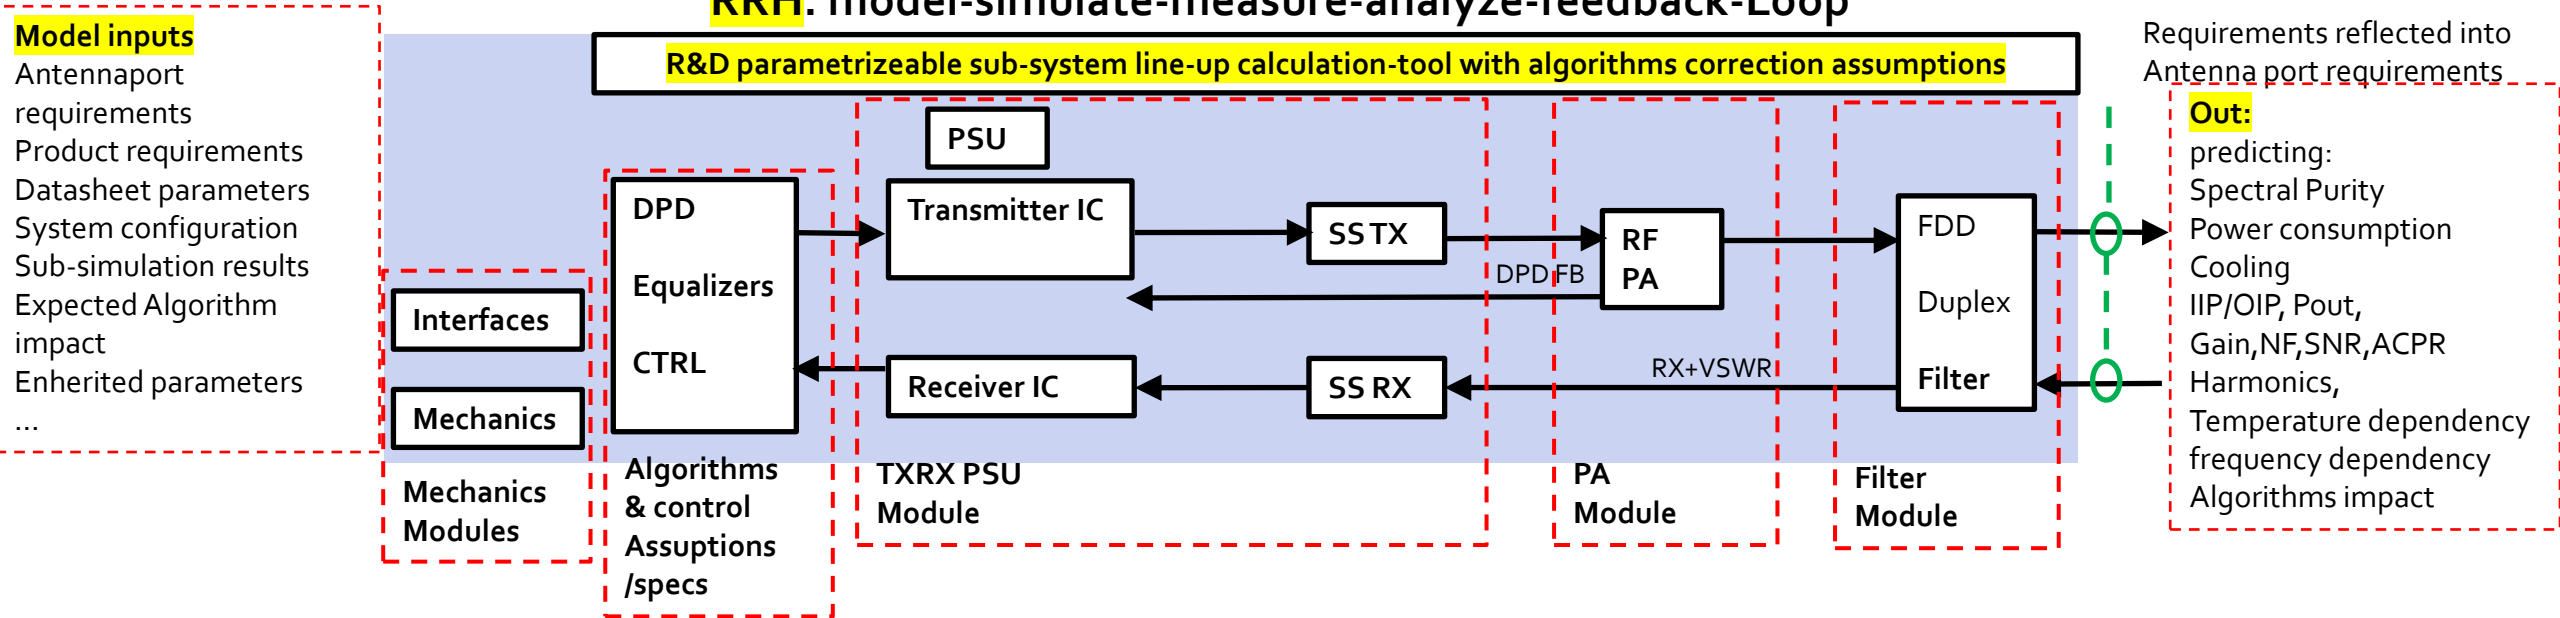 RRH: model-simulate-measure-analyze-feedback-Loop
Model inputs
Antennaport
requirements
Product requirements
Datasheet parameters
System configuration
Sub-simulation results
Expected Algorithm
impact
Enherited parameters
...
R&D parametrizeable sub-system line-up calculation-tool with algorithms correction assumptions
Interfaces
Mechanics
Mechanics
Modules
DPD
Equalizers
CTRL
Algorithms
& control
Assuptions
/specs
PSU
Transmitter IC
SS TX
Receiver IC
SS RX
TXRX PSU
Module
DPD FB
RF
PA
RX+VSWR
PA
Module
FDD
Duplex
Filter
Filter
Module
Requirements reflected into
Antenna port requirements
Out:
predicting:
Spectral Purity
Power consumption
Cooling
IIP/OIP, Pout,
Gain,NF,SNR,ACPR
Harmonics,
Temperature dependency
frequency dependency
Algorithms impact